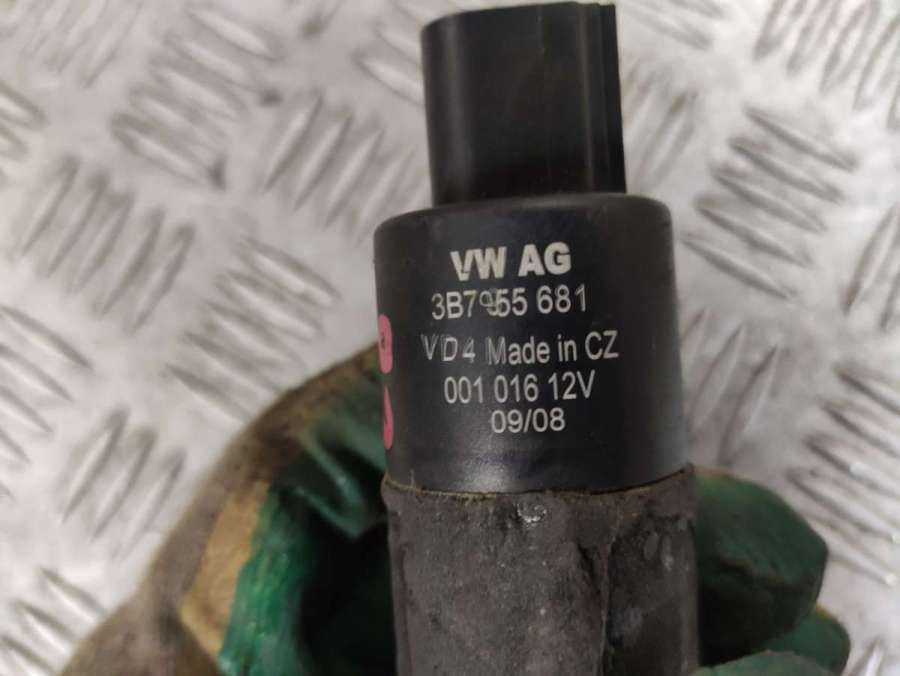 VW AG
3B7955 681
VD4 Made in CZ
001 016 12V
09/08